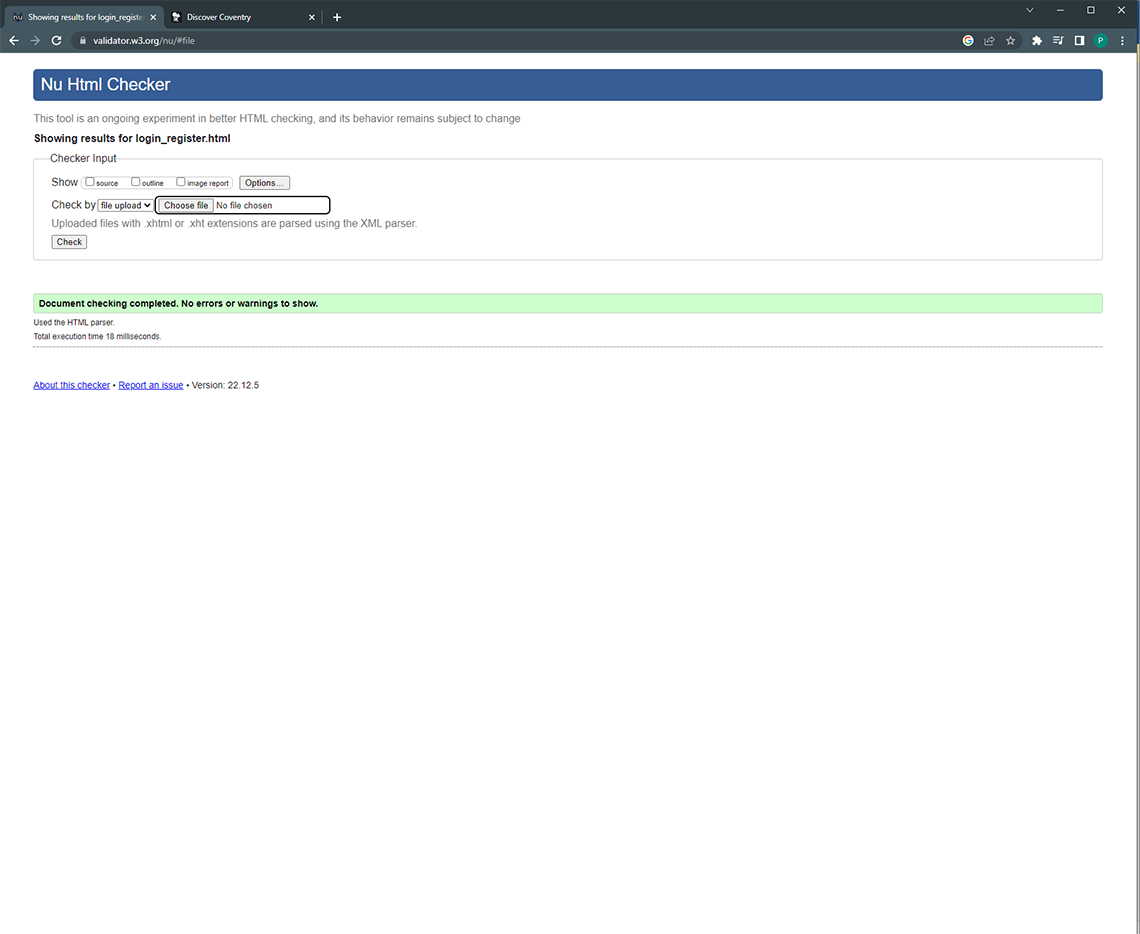 nu Showing results for login_registe
Discover Coventry
validator.w3.org/nu/#file
G
P
Nu Html Checker
This tool is an ongoing experiment in better HTML checking, and its behavior remains subject to change
Showing results for login_register.html
Checker Input
Show source outline image report Options...
Check by file upload Choose file No file chosen
Uploaded files with .xhtml or .xht extensions are parsed using the XML parser.
Check
Document checking completed. No errors or warnings to show.
Used the HTML parser.
Total execution time 18 milliseconds.
About this checker • Report an issue • Version: 22.12.5